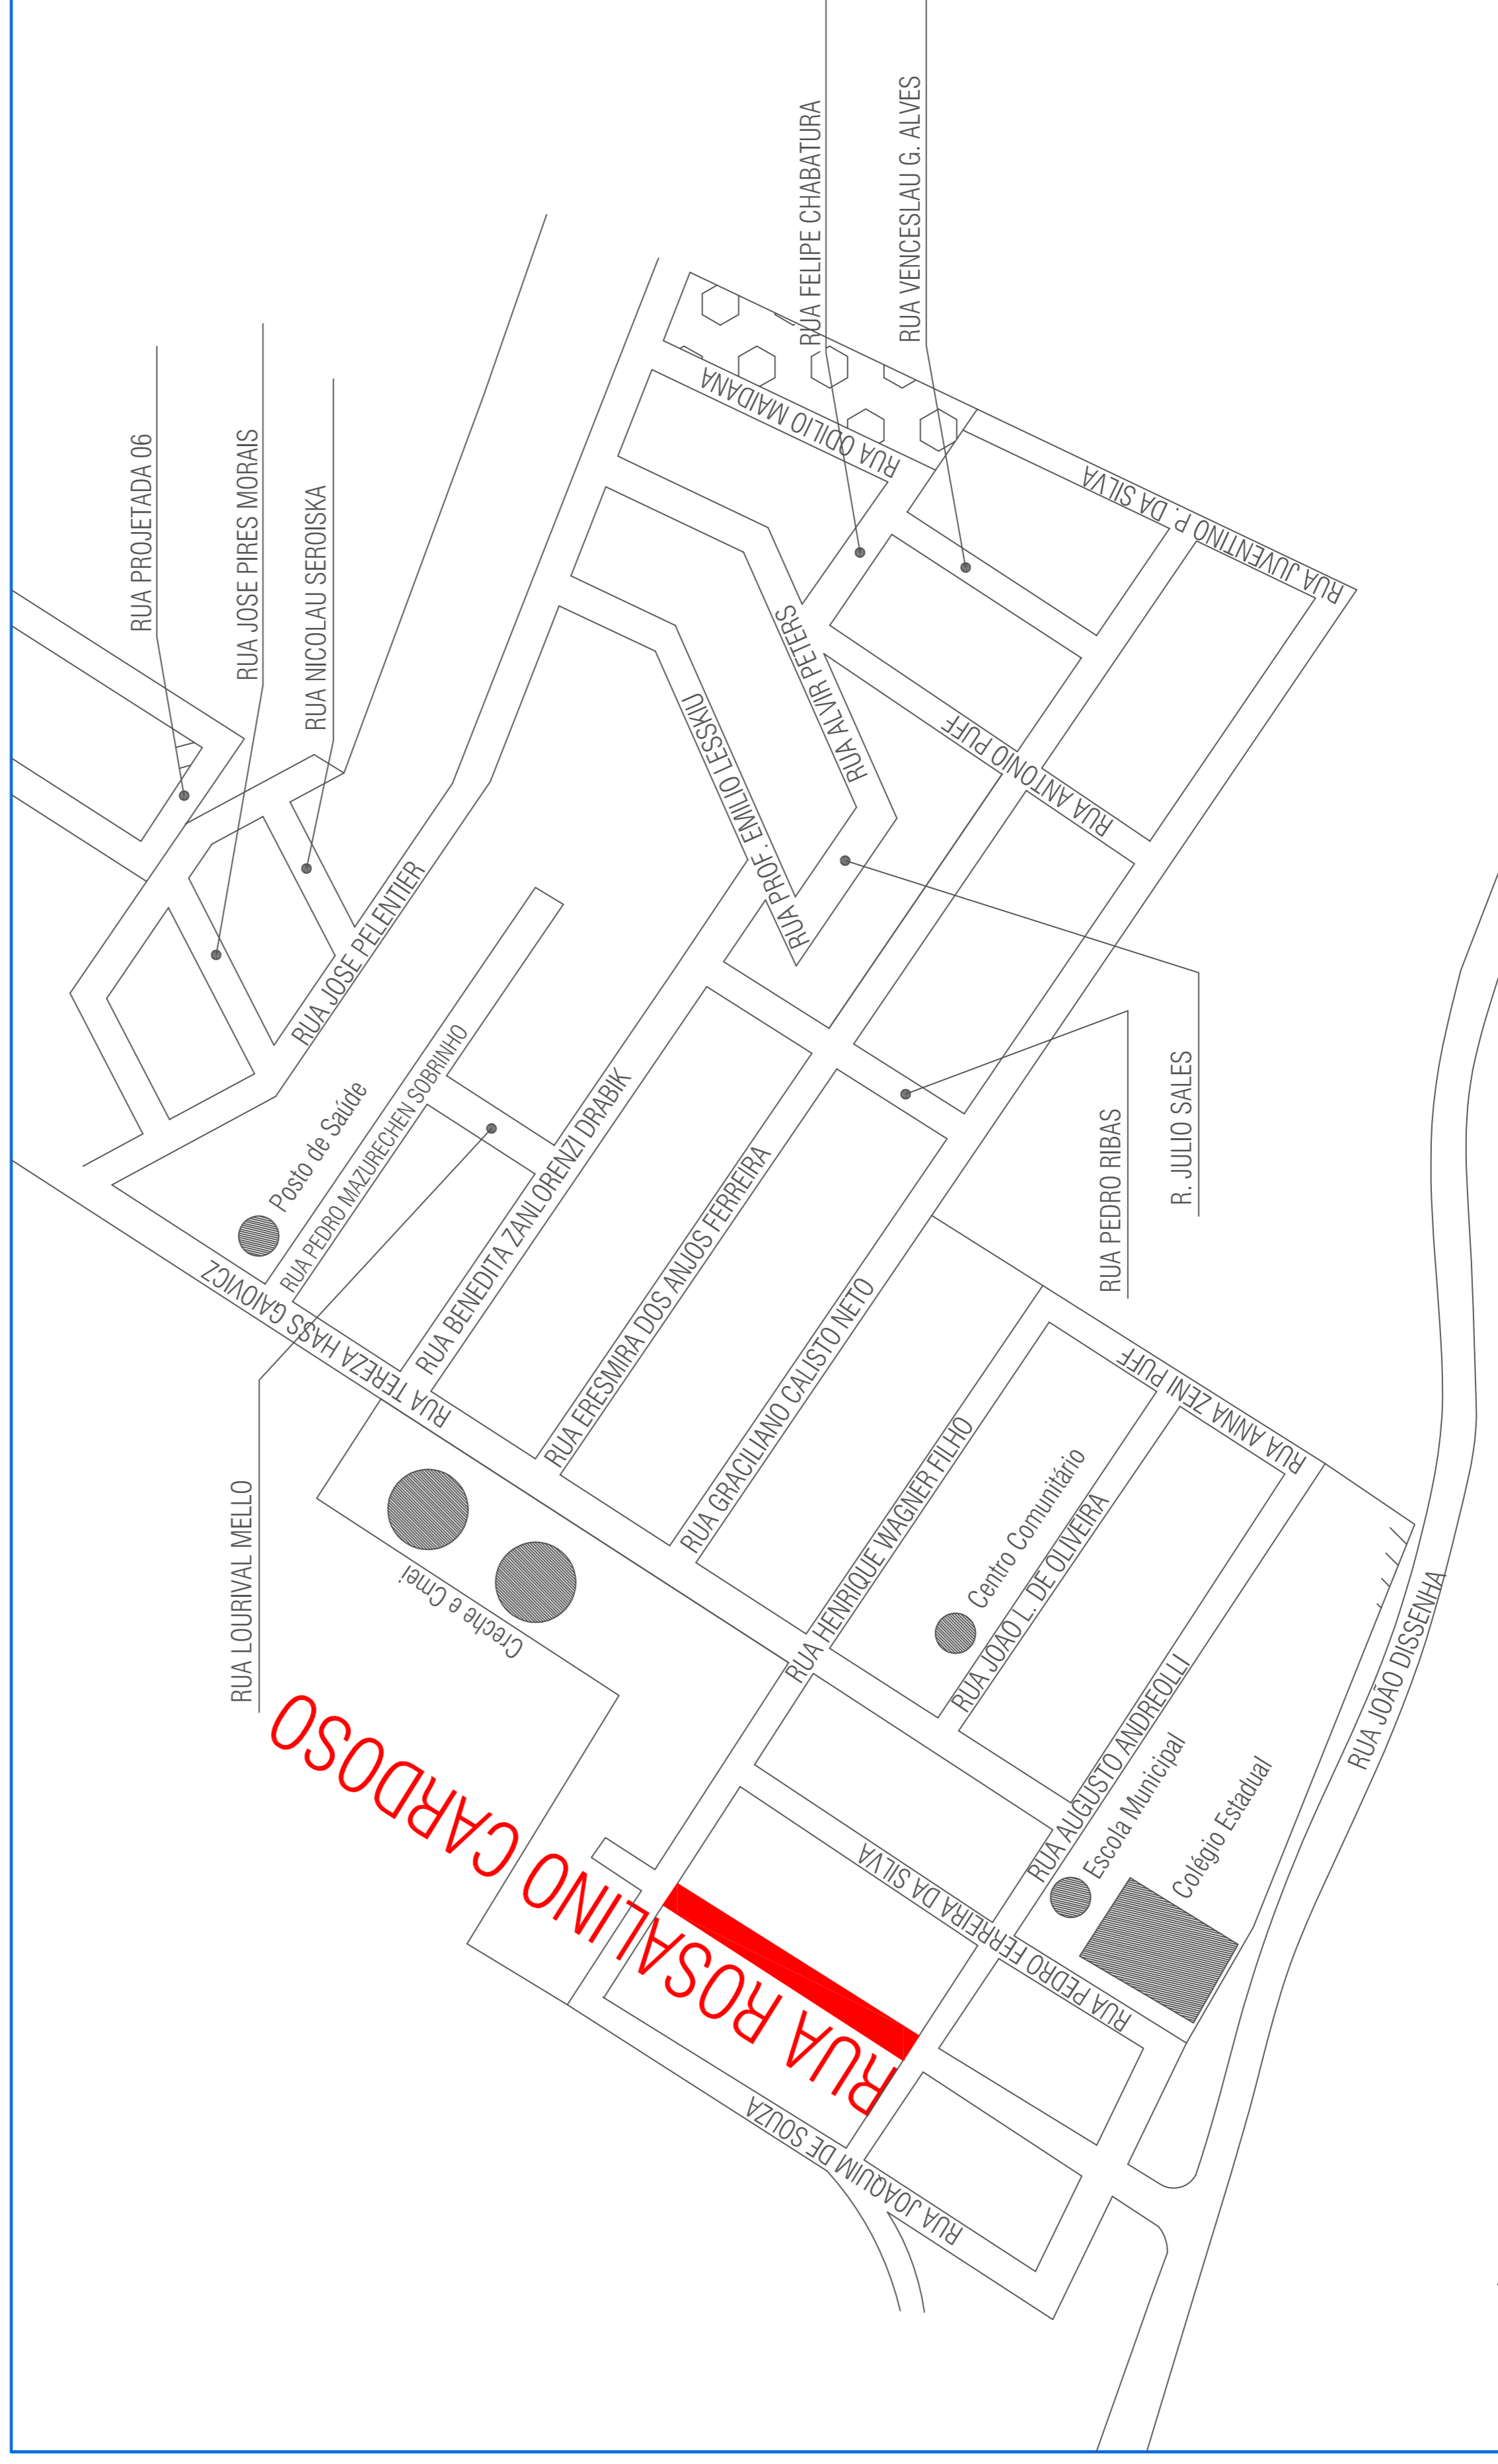 RUA PROJETADA 06
RUA JOSE PIRES MORAIS
RUA NICOLAU SEROISKA
RUA FELIPE CHABATURA
RUA VENCESLAU G. ALVES
RUA ODILIO MAIDANA
RUA JUVENTINO P. DA SILVA
RUA ALVIR PETERS
RUA PROF. EMILIO LESSKIU
RUA ANTONIO PUFF
RUA JOSE PELENTIER
Posto de Saúde
RUA PEDRO MAZURECHEN SOBRINHO
RUA BENEDITA ZANLORENZI DRABIK
RUA ERESMIRA DOS ANJOS FERREIRA
RUA GRACILIANO CALISTO NETO
RUA TEREZA HASS GAIOVICZ
RUA PEDRO RIBAS
R. JULIO SALES
RUA LOURIVAL MELLO
Creche e Cmei
RUA HENRIQUE WAGNER FILHO
Centro Comunitário
RUA JOAO L. DE OLIVEIRA
RUA ANNA ZENI PUFF
RUA AUGUSTO ANDREOLLI
Escola Municipal
Colégio Estadual
RUA JOÃO DISSENHA
RUA PEDRO FERREIRA DA SILVA
RUA ROSALINO CARDOSO
RUA JOAQUIM DE SOUZA